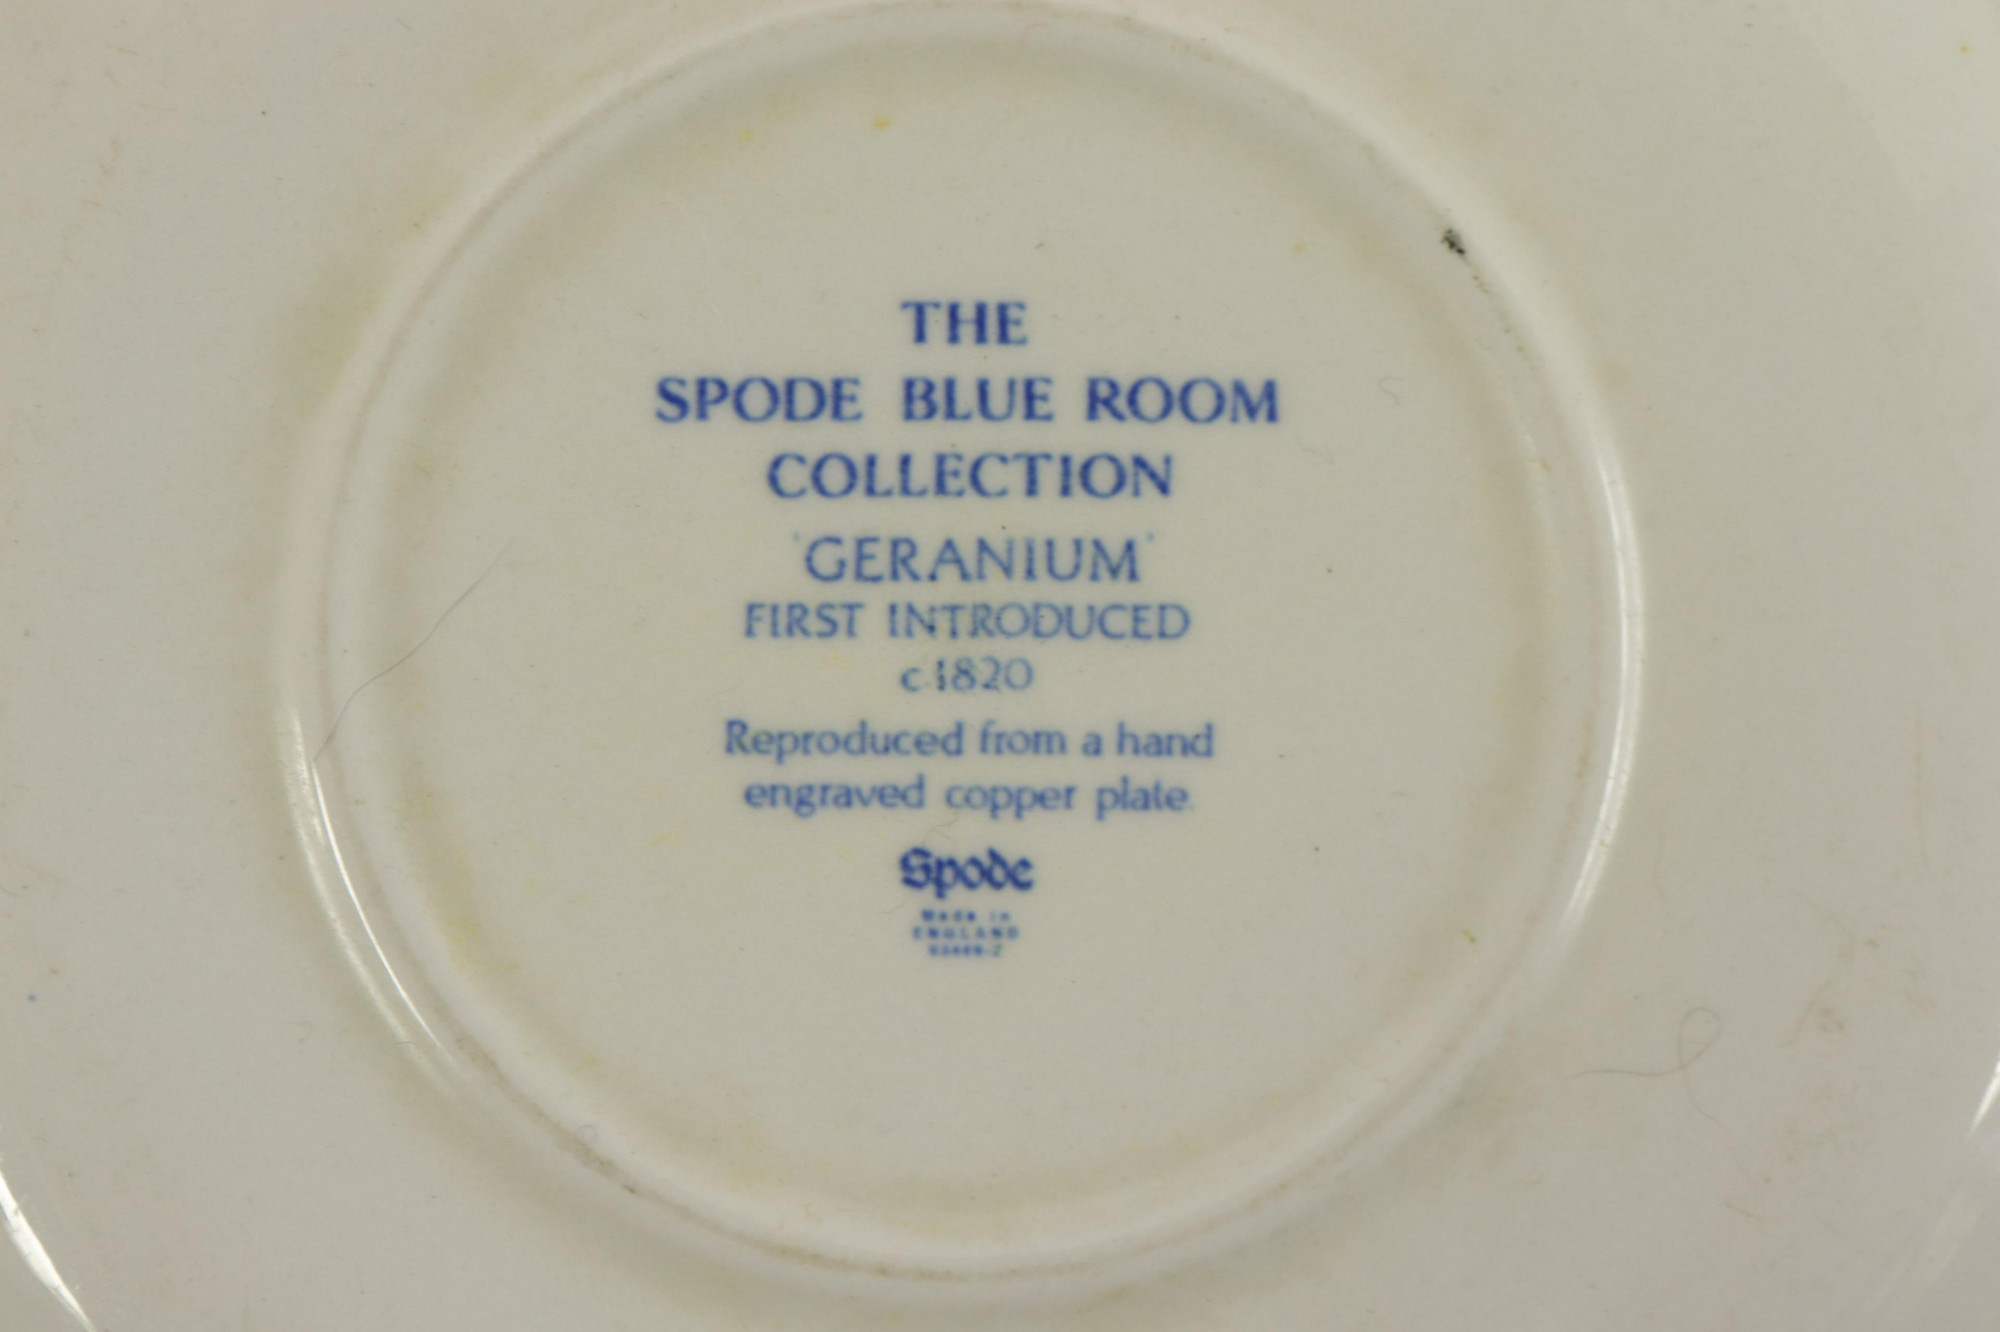 THE
SPODE BLUE ROOM
COLLECTION
'GERANIUM'
FIRST INTRODUCED
c.1820
Reproduced from a hand
engraved copper plate.
Spode
Made in
ENGLAND